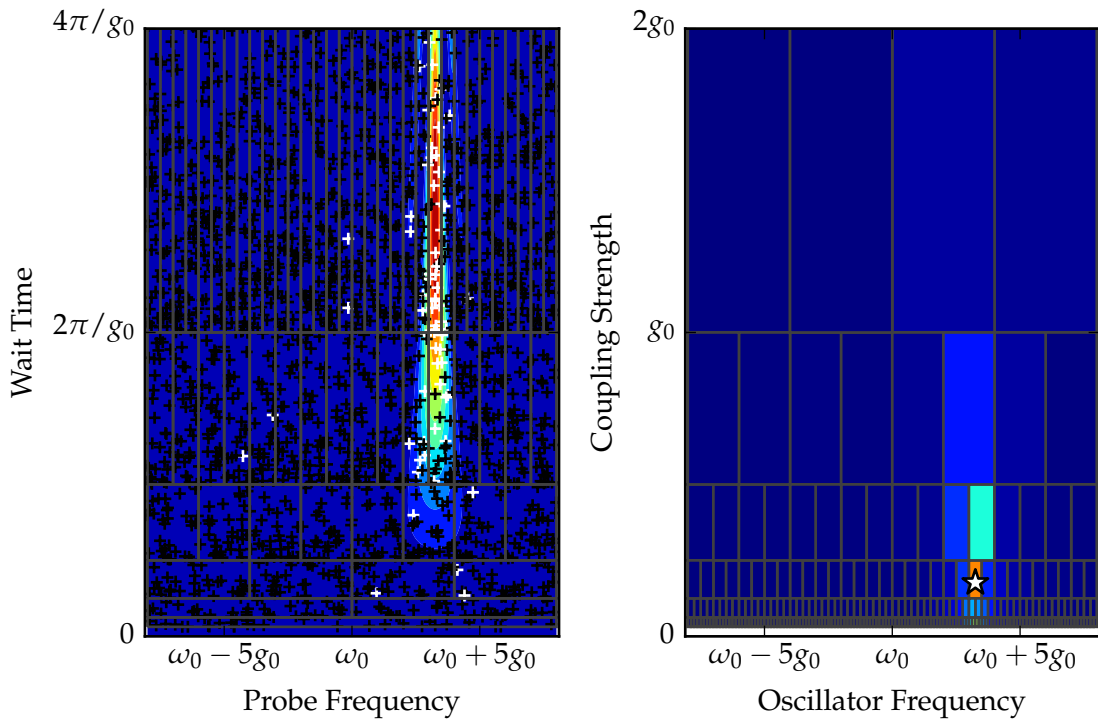 4π/g₀
2π/g₀
0
Wait Time
ω₀ − 5g₀
ω₀
ω₀ + 5g₀
Probe Frequency
2g₀
g₀
0
Coupling Strength
ω₀ − 5g₀
ω₀
ω₀ + 5g₀
Oscillator Frequency